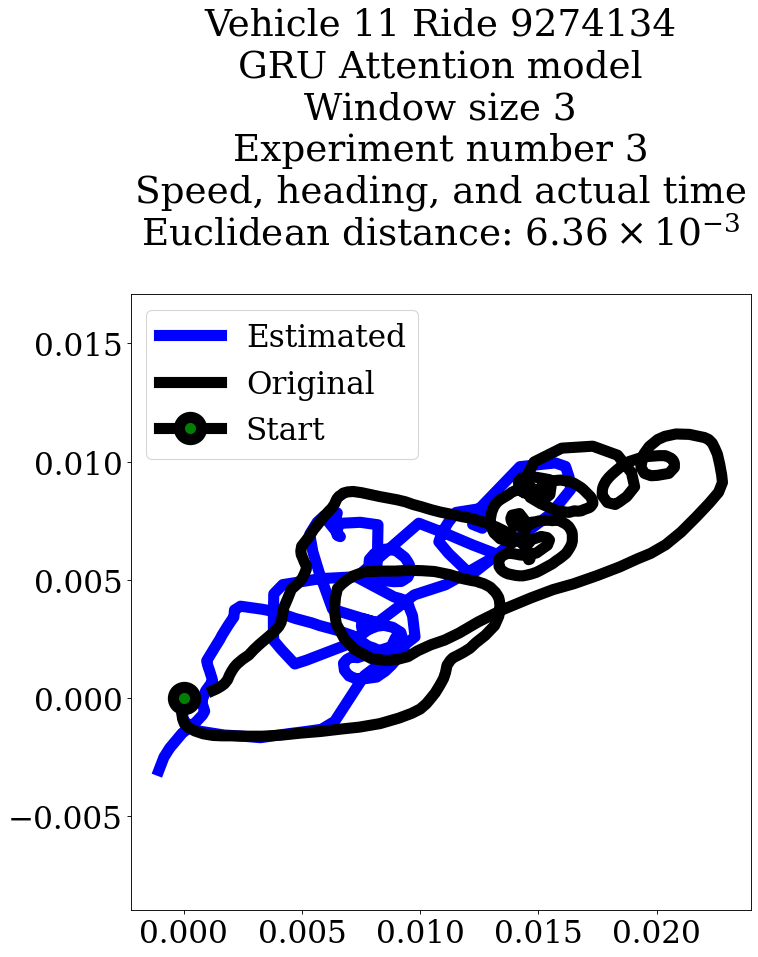 Vehicle 11 Ride 9274134
GRU Attention model
Window size 3
Experiment number 3
Speed, heading, and actual time
Euclidean distance: 6.36 × 10⁻³
Estimated
Original
Start
0.015
0.010
0.005
0.000
−0.005
0.000 0.005 0.010 0.015 0.020